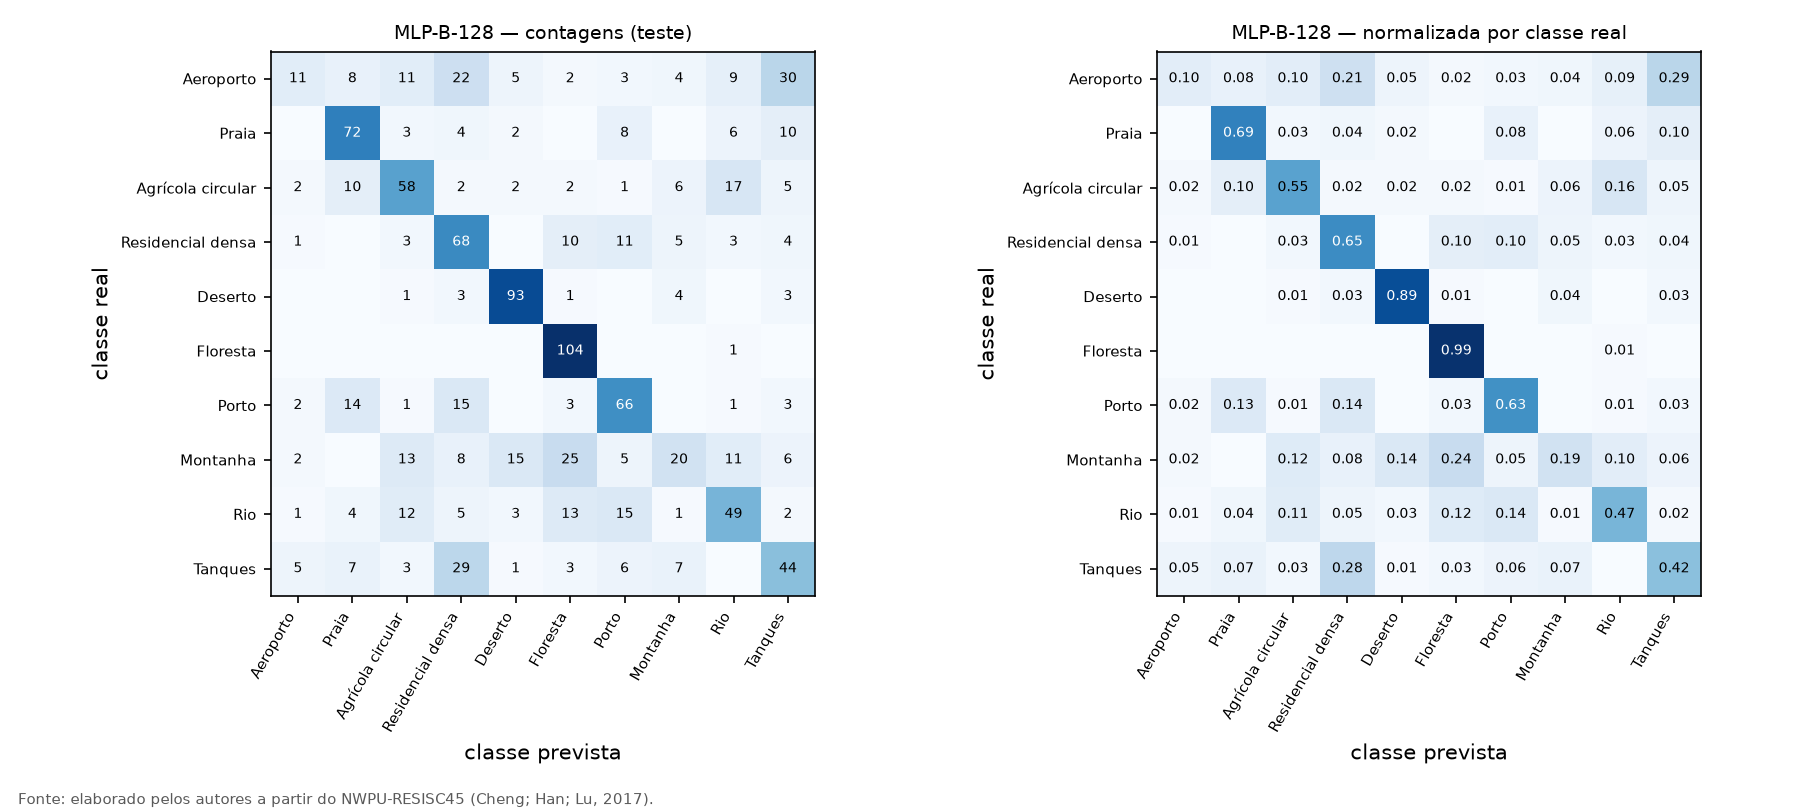 MLP-B-128 — contagens (teste)
Aeroporto 11 8 11 22 5 2 3 4 9 30
Praia 72 3 4 2 8 6 10
Agrícola circular 2 10 58 2 2 2 1 6 17 5
Residencial densa 1 3 68 10 11 5 3 4
Deserto 1 3 93 1 4 3
Floresta 104 1
Porto 2 14 1 15 3 66 1 3
Montanha 2 13 8 15 25 5 20 11 6
Rio 1 4 12 5 3 13 15 1 49 2
Tanques 5 7 3 29 1 3 6 7 44
classe real
Aeroporto
Praia
Agrícola circular
Residencial densa
Deserto
Floresta
Porto
Montanha
Rio
Tanques
classe prevista
MLP-B-128 — normalizada por classe real
Aeroporto 0.10 0.08 0.10 0.21 0.05 0.02 0.03 0.04 0.09 0.29
Praia 0.69 0.03 0.04 0.02 0.08 0.06 0.10
Agrícola circular 0.02 0.10 0.55 0.02 0.02 0.02 0.01 0.06 0.16 0.05
Residencial densa 0.01 0.03 0.65 0.10 0.10 0.05 0.03 0.04
Deserto 0.01 0.03 0.89 0.01 0.04 0.03
Floresta 0.99 0.01
Porto 0.02 0.13 0.01 0.14 0.03 0.63 0.01 0.03
Montanha 0.02 0.12 0.08 0.14 0.24 0.05 0.19 0.10 0.06
Rio 0.01 0.04 0.11 0.05 0.03 0.12 0.14 0.01 0.47 0.02
Tanques 0.05 0.07 0.03 0.28 0.01 0.03 0.06 0.07 0.42
classe real
Aeroporto
Praia
Agrícola circular
Residencial densa
Deserto
Floresta
Porto
Montanha
Rio
Tanques
classe prevista
Fonte: elaborado pelos autores a partir do NWPU-RESISC45 (Cheng; Han; Lu, 2017).